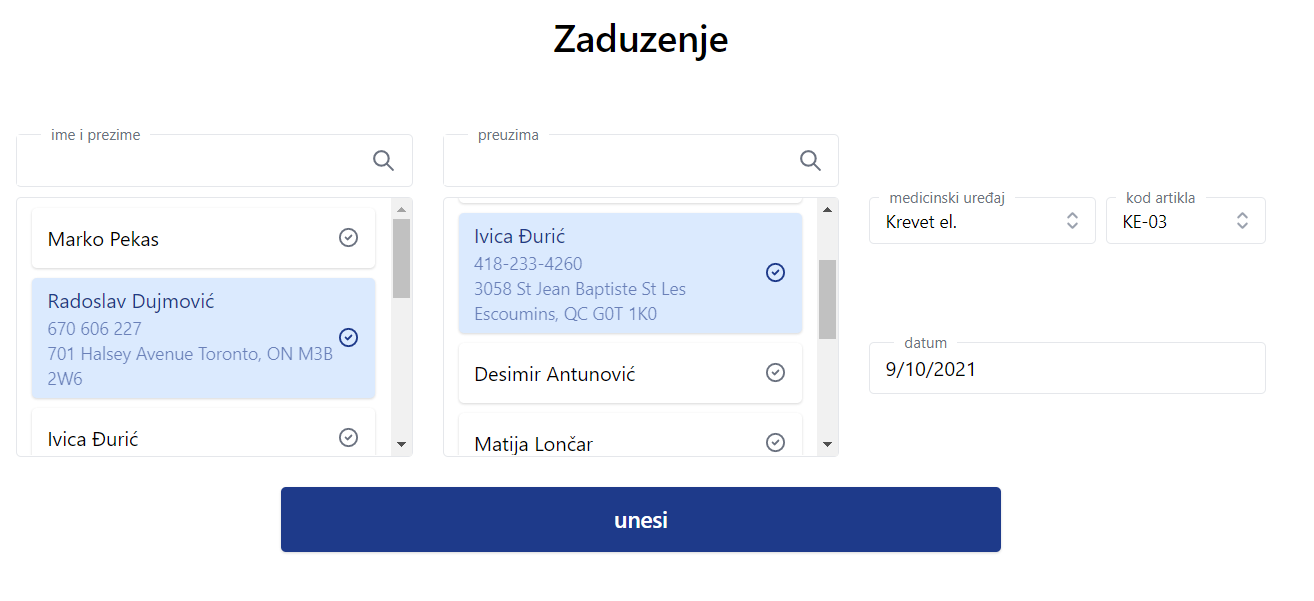 Zaduzenje
ime i prezime
Marko Pekas
Radoslav Dujmović
670 606 227
701 Halsey Avenue Toronto, ON M3B
2W6
Ivica Đurić
preuzima
Ivica Đurić
418-233-4260
3058 St Jean Baptiste St Les
Escoumins, QC G0T 1K0
Desimir Antunović
Matija Lončar
medicinski uređaj
Krevet el.
kod artikla
KE-03
datum
9/10/2021
unesi